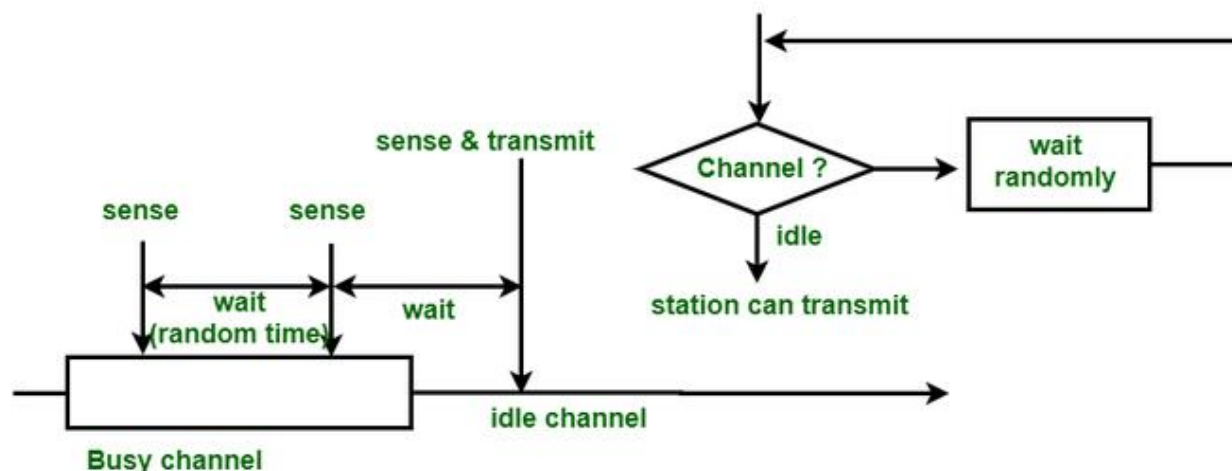 sense & transmit
Channel ?
wait
randomly
sense
sense
idle
wait
(random time)
wait
station can transmit
idle channel
Busy channel